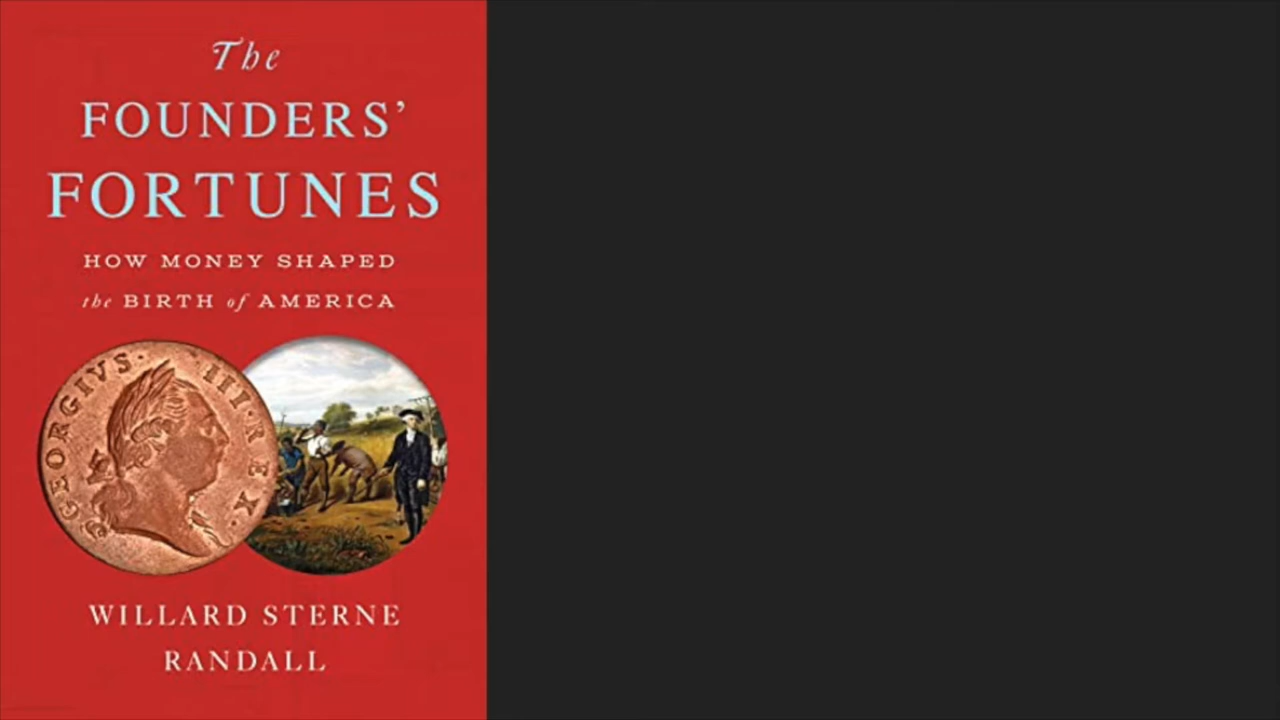 The
FOUNDERS’
FORTUNES
HOW MONEY SHAPED
the BIRTH of AMERICA
GEORGIVS · III · REX ·
WILLARD STERNE
RANDALL